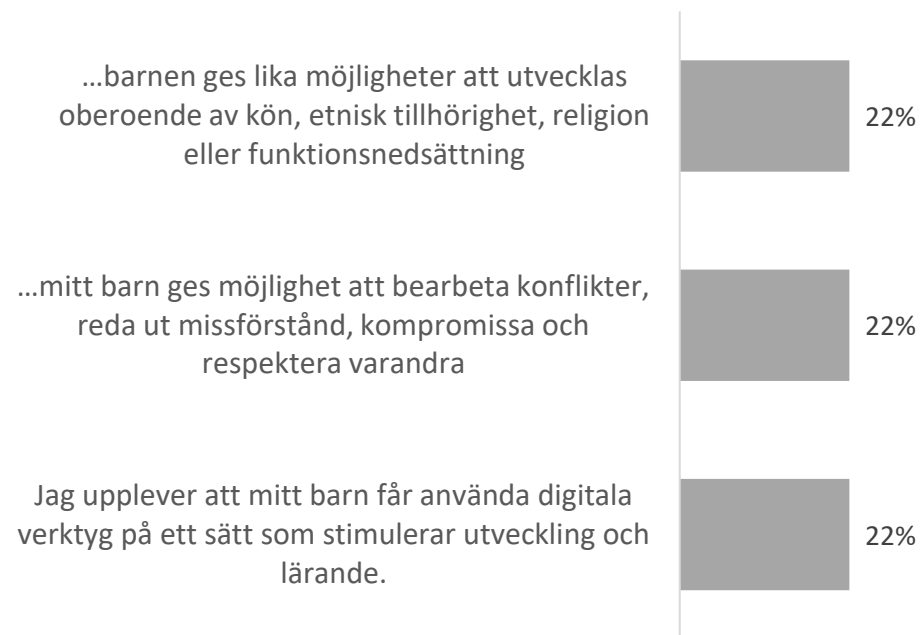 …barnen ges lika möjligheter att utvecklas
oberoende av kön, etnisk tillhörighet, religion
eller funktionsnedsättning
22%
…mitt barn ges möjlighet att bearbeta konflikter,
reda ut missförstånd, kompromissa och
respektera varandra
22%
Jag upplever att mitt barn får använda digitala
verktyg på ett sätt som stimulerar utveckling och
lärande.
22%